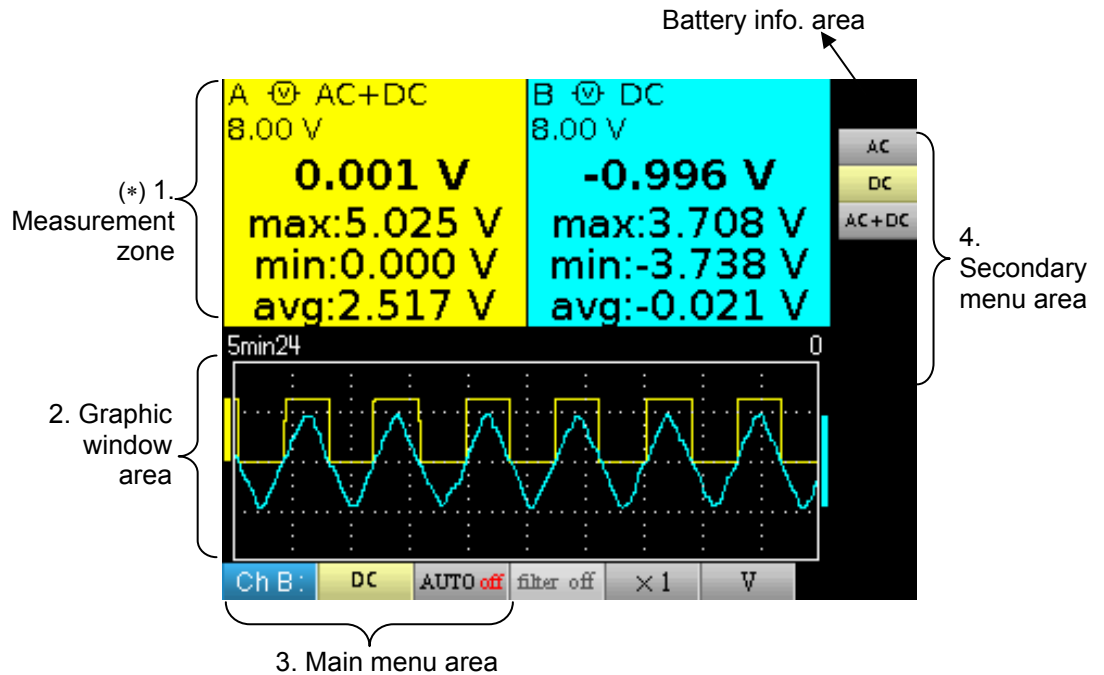 Battery info. area
A V AC+DC
8.00 V
0.001 V
max:5.025 V
min:0.000 V
avg:2.517 V
B V DC
8.00 V
-0.996 V
max:3.708 V
min:-3.738 V
avg:-0.021 V
AC
DC
AC+DC
(*) 1.
Measurement
zone
4.
Secondary
menu area
5min24 0
2. Graphic
window
area
Ch B: DC AUTO off filter off ×1 V
3. Main menu area